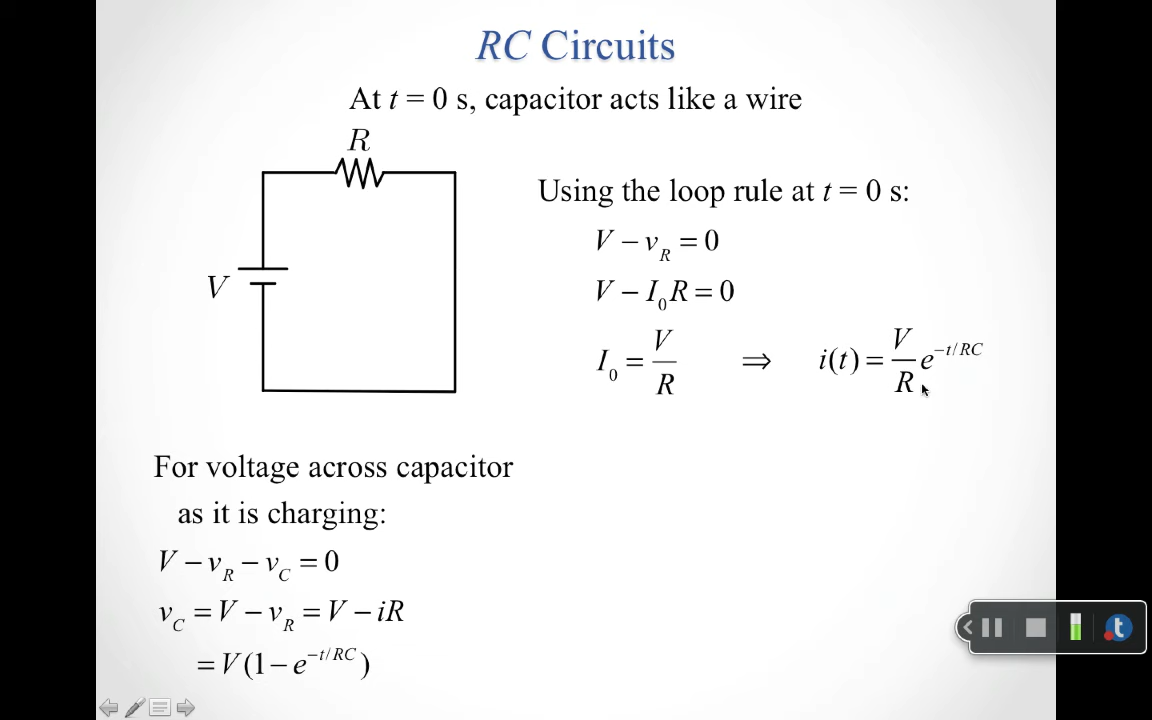 RC Circuits
At t = 0 s, capacitor acts like a wire
R
V
Using the loop rule at t = 0 s:
V − v_R = 0
V − I_0 R = 0
I_0 = V/R ⇒ i(t) = V/R e^{−t/RC}
For voltage across capacitor
as it is charging:
V − v_R − v_C = 0
v_C = V − v_R = V − iR
= V(1 − e^{−t/RC})
t